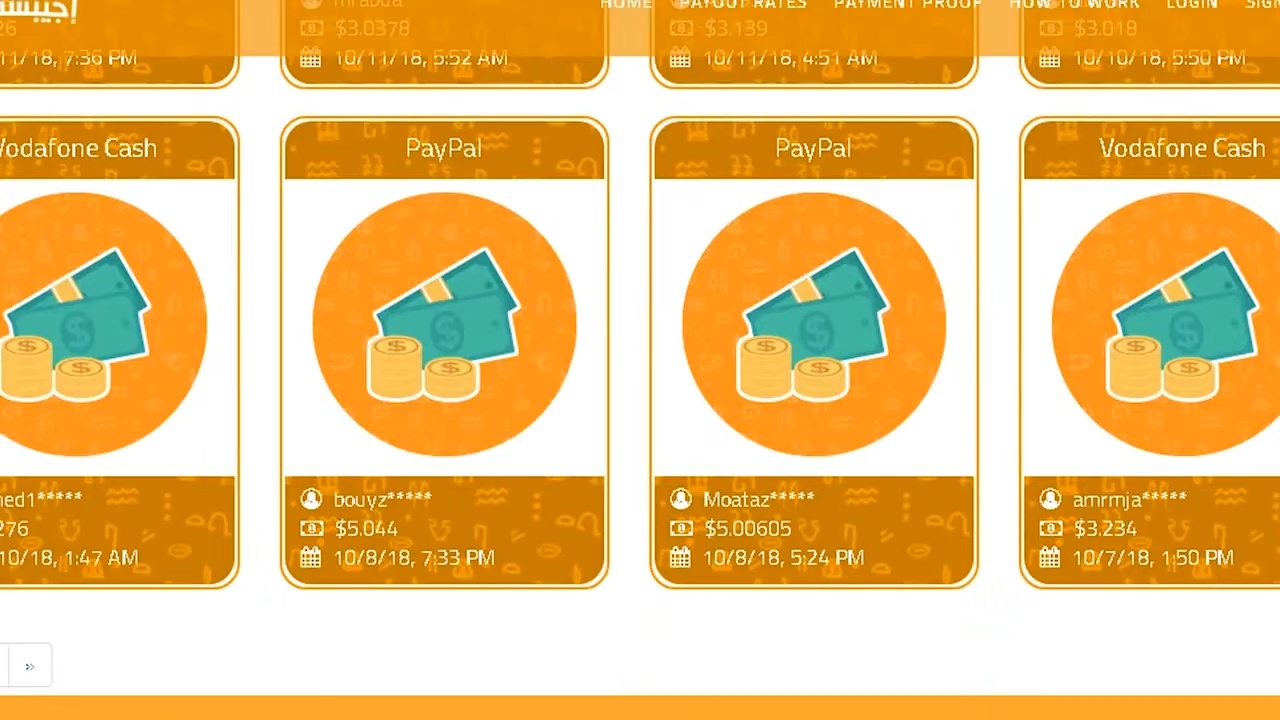 HOME PAYOUT RATES PAYMENT PROOF HOW TO WORK LOGIN
$3.0378
$3.139
$3.018
11/18, 7:36 PM
10/11/18, 5:52 AM
10/11/18, 4:51 AM
10/10/18, 5:50 PM
Vodafone Cash
PayPal
PayPal
Vodafone Cash
ned1*****
bouyz*****
Moataz*****
amrmja*****
276
$5.044
$5.00605
$3.234
10/18, 1:47 AM
10/8/18, 7:33 PM
10/8/18, 5:24 PM
10/7/18, 1:50 PM
»